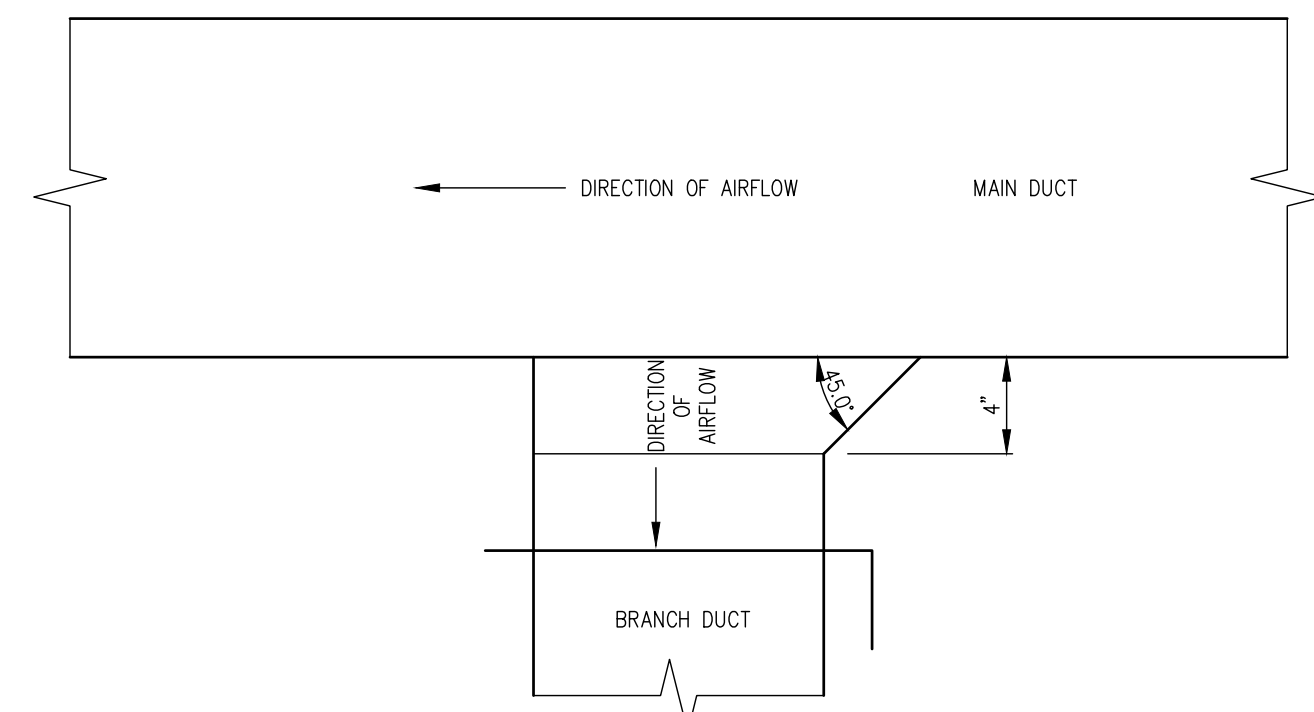 DIRECTION OF AIRFLOW
MAIN DUCT
DIRECTION
OF
AIRFLOW
45.0°
4"
BRANCH DUCT